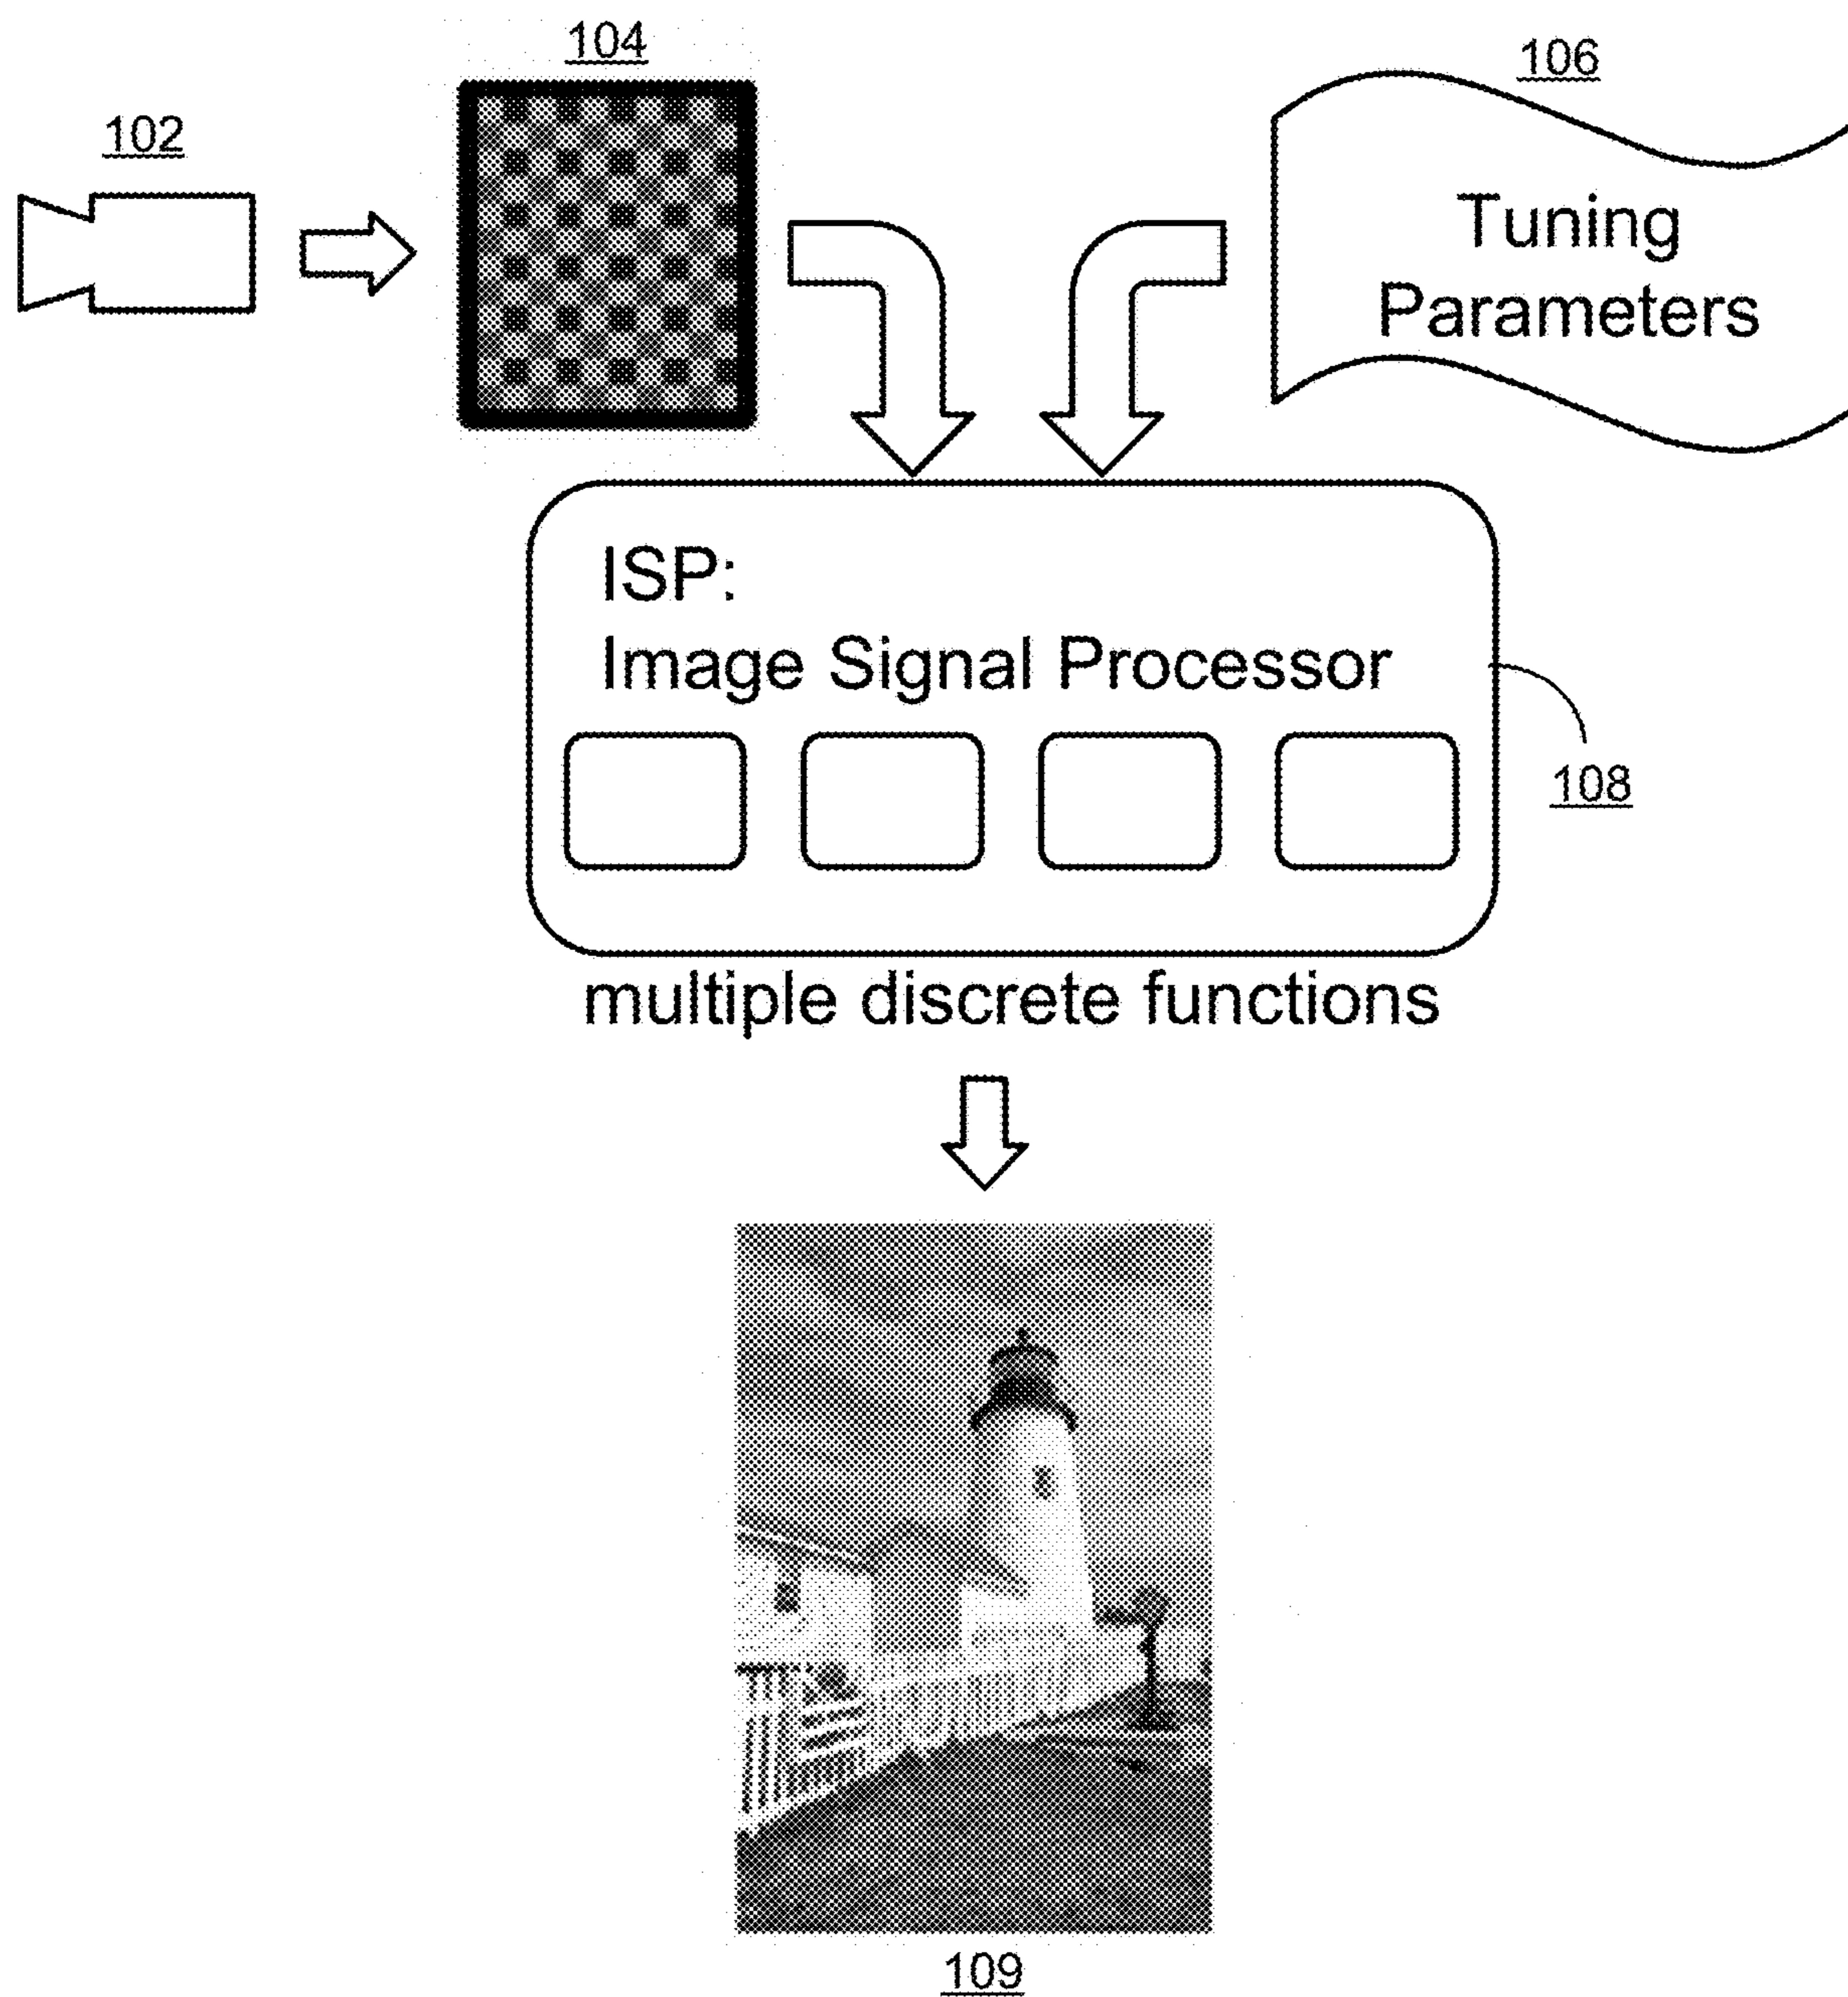 104
106
102
Tuning
Parameters
ISP:
Image Signal Processor
108
multiple discrete functions
109